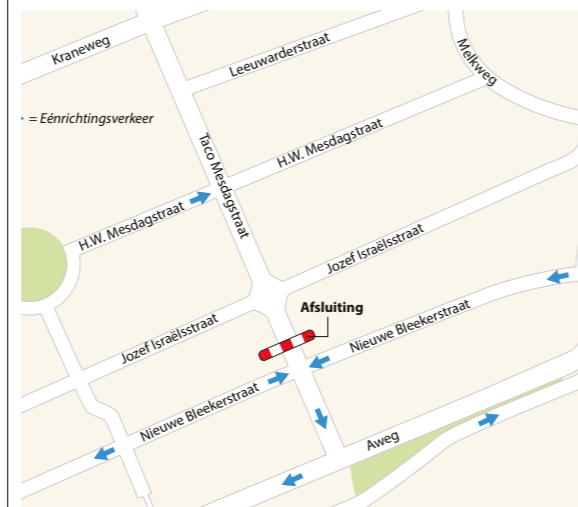 Kraneweg
Leeuwarderstraat
Melkweg
= Eénrichtingsverkeer
Taco Mesdagstraat
H.W. Mesdagstraat
H.W. Mesdagstraat
Jozef Israëlsstraat
Afsluiting
Jozef Israëlsstraat
Nieuwe Bleekerstraat
Nieuwe Bleekerstraat
Aweg